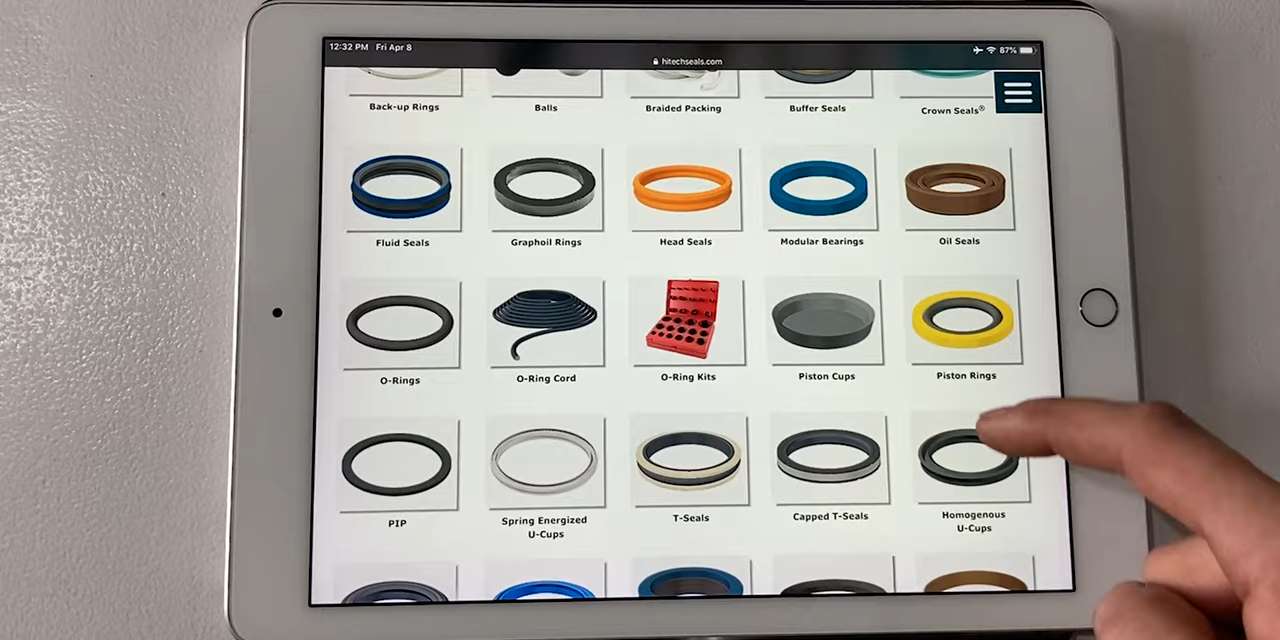 12:32 PM Fri Apr 8
87%
hitechseals.com
Back-up Rings
Balls
Braided Packing
Buffer Seals
Crown Seals®
Fluid Seals
Graphoil Rings
Head Seals
Modular Bearings
Oil Seals
O-Rings
O-Ring Cord
O-Ring Kits
Piston Cups
Piston Rings
PIP
Spring Energized
U-Cups
T-Seals
Capped T-Seals
Homogenous
U-Cups